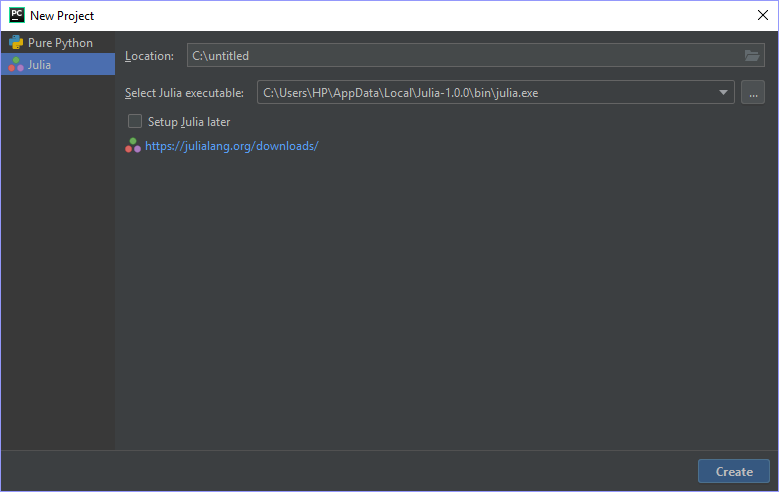 PC
New Project
Pure Python
Julia
Location: C:\untitled
Select Julia executable: C:\Users\HP\AppData\Local\Julia-1.0.0\bin\julia.exe ...
Setup Julia later
https://julialang.org/downloads/
Create